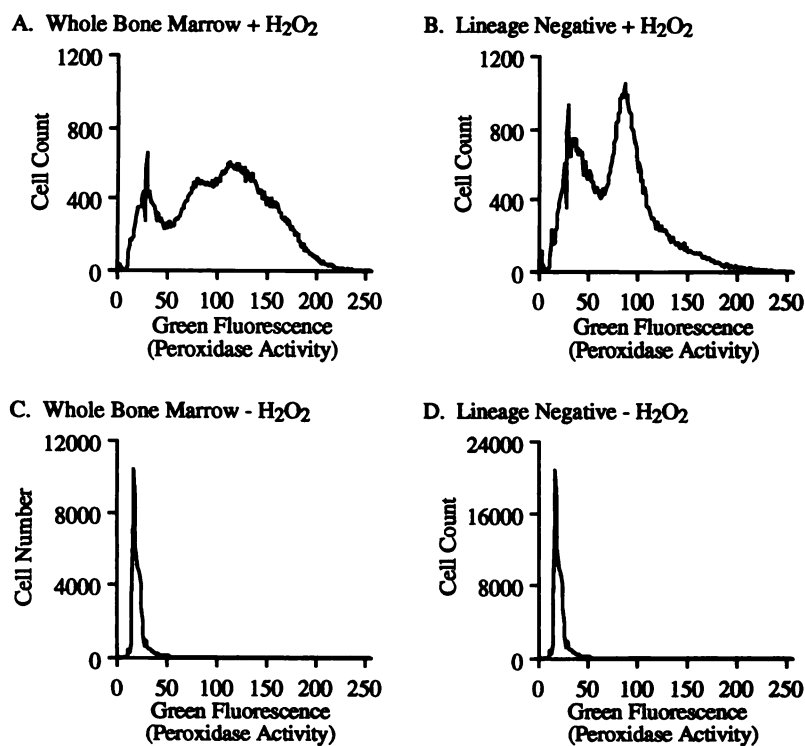 A. Whole Bone Marrow + H2O2
1200
800
400
0
Cell Count
0 50 100 150 200 250
Green Fluorescence
(Peroxidase Activity)
B. Lineage Negative + H2O2
1200
800
400
0
Cell Count
0 50 100 150 200 250
Green Fluorescence
(Peroxidase Activity)
C. Whole Bone Marrow - H2O2
12000
8000
4000
0
Cell Number
0 50 100 150 200 250
Green Fluorescence
(Peroxidase Activity)
D. Lineage Negative - H2O2
24000
16000
8000
0
Cell Count
0 50 100 150 200 250
Green Fluorescence
(Peroxidase Activity)